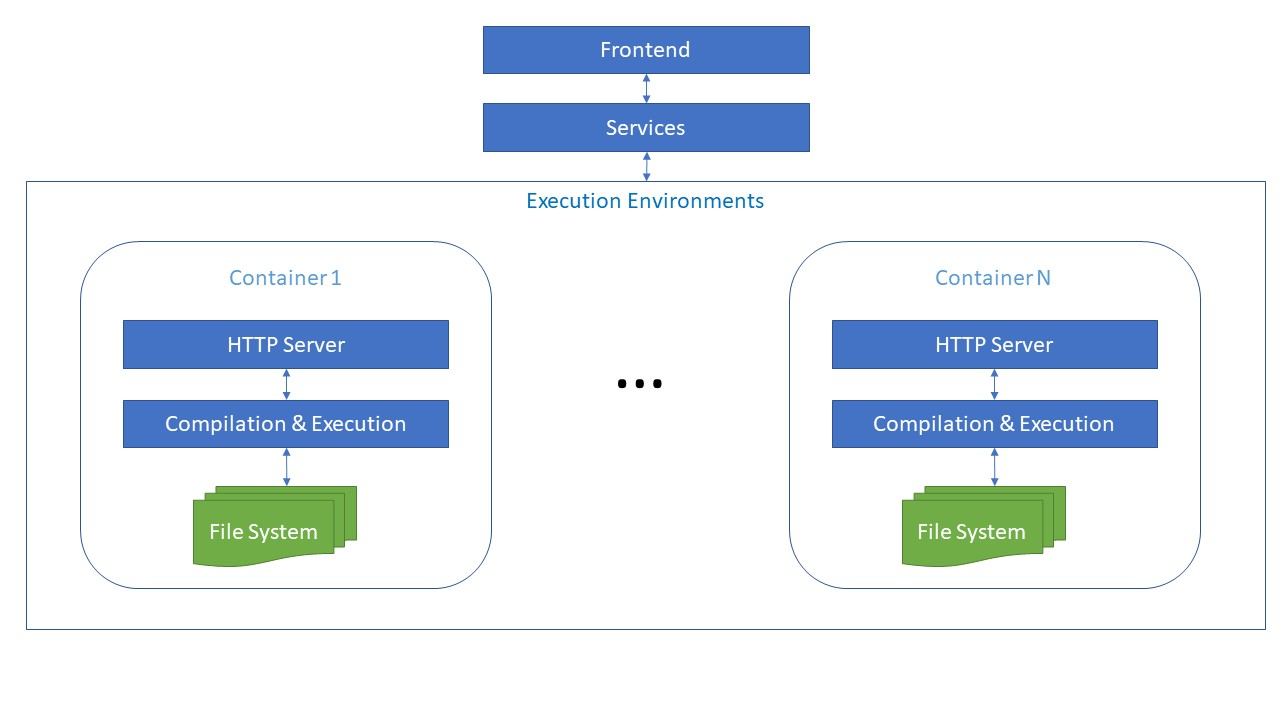 Frontend
Services
Execution Environments
Container 1
HTTP Server
Compilation & Execution
File System
...
Container N
HTTP Server
Compilation & Execution
File System